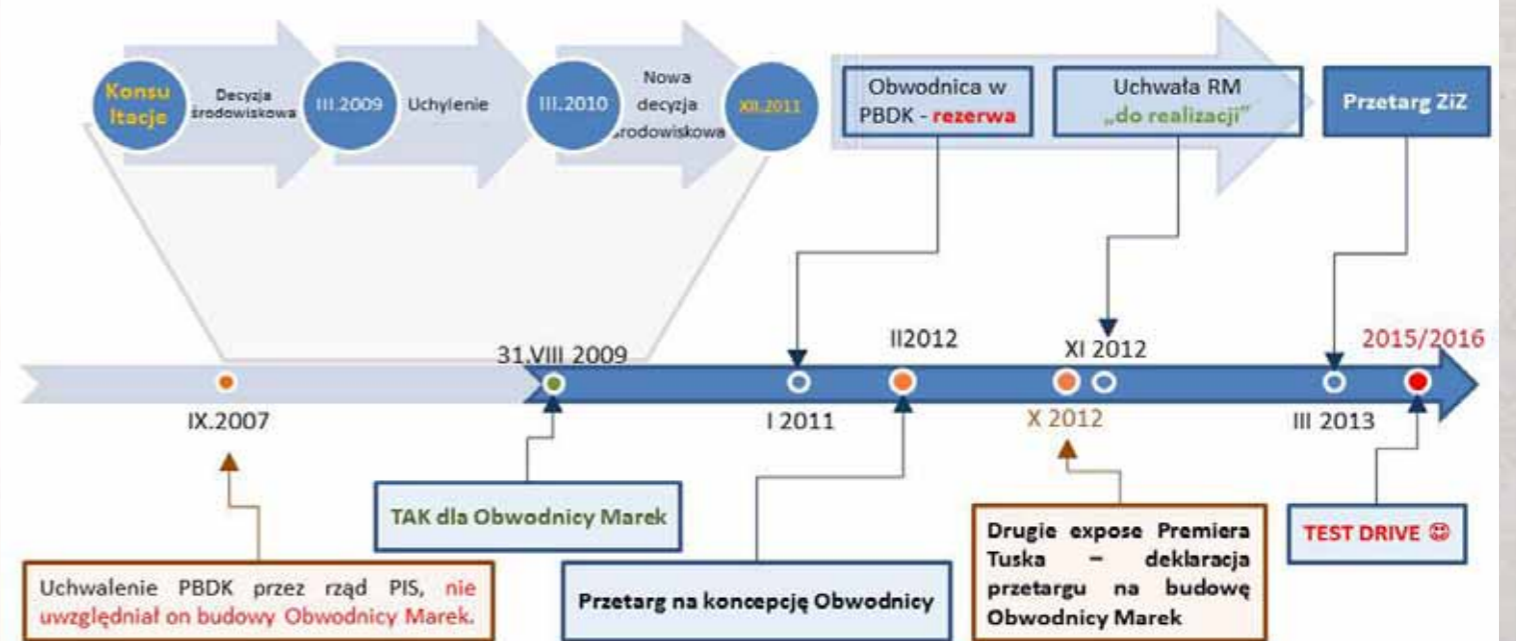 Konsu
ltacje
Decyzja
środowiskowa
III.2009
Uchylenie
III.2010
Nowa
decyzja
środowiskowa
XII.2011
Obwodnica w
PBDK - rezerwa
Uchwała RM
„do realizacji”
Przetarg ZiZ
31.VIII 2009
II2012
XI 2012
2015/2016
IX.2007
I 2011
X 2012
III 2013
TAK dla Obwodnicy Marek
Uchwalenie PBDK przez rząd PIS, nie
uwzględniał on budowy Obwodnicy Marek.
Przetarg na koncepcję Obwodnicy
Drugie expose Premiera
Tuska – deklaracja
przetargu na budowę
Obwodnicy Marek
TEST DRIVE ☺